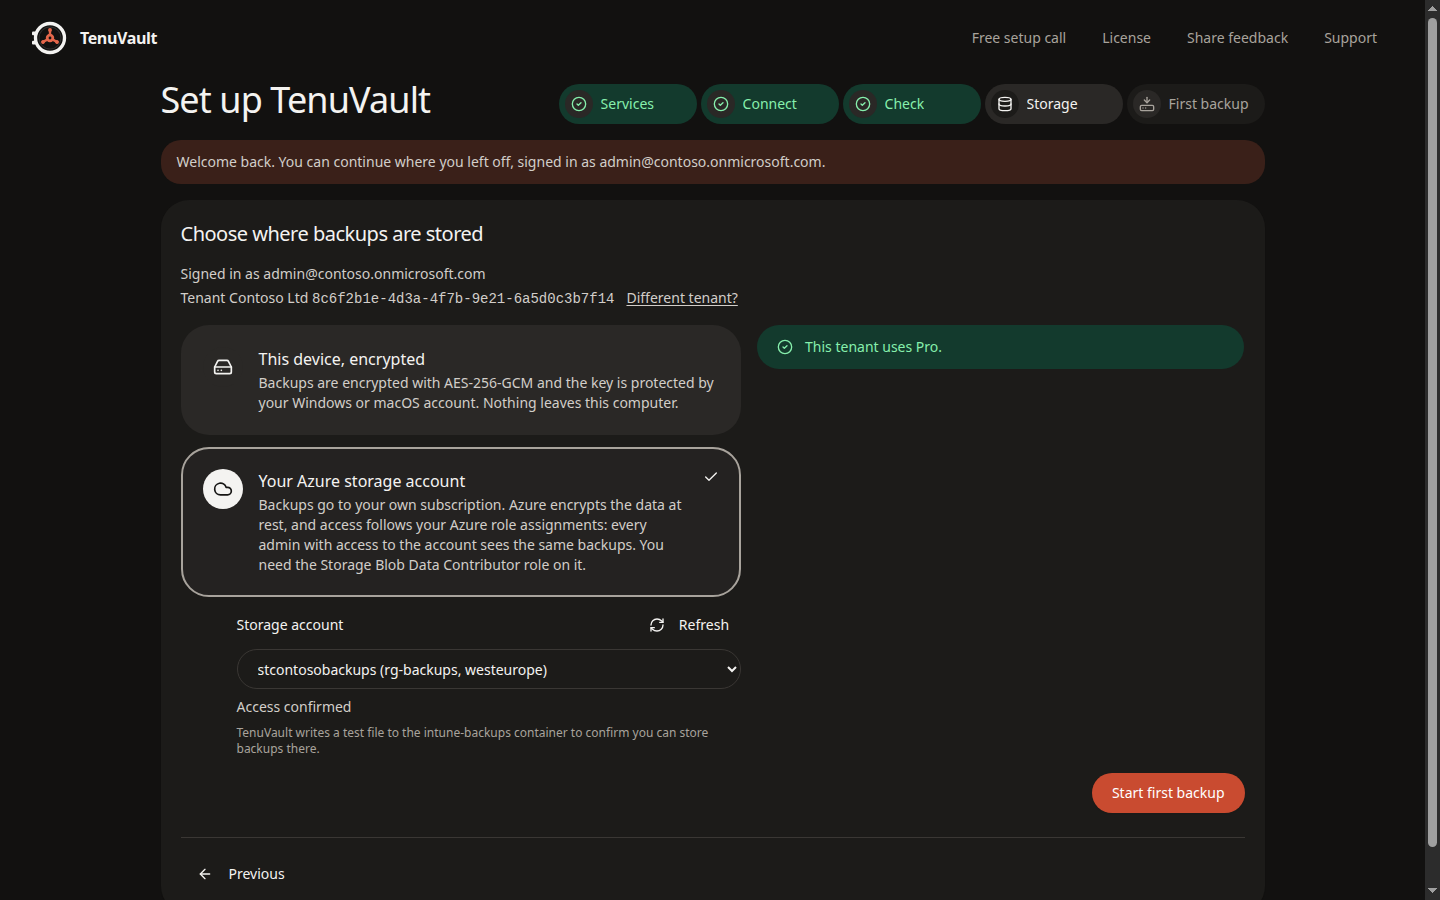 TenuVault
Free setup call
License
Share feedback
Support
Set up TenuVault
Services
Connect
Check
Storage
First backup
Welcome back. You can continue where you left off, signed in as admin@contoso.onmicrosoft.com.
Choose where backups are stored
Signed in as admin@contoso.onmicrosoft.com
Tenant Contoso Ltd 8c6f2b1e-4d3a-4f7b-9e21-6a5d0c3b7f14 Different tenant?
This device, encrypted
Backups are encrypted with AES-256-GCM and the key is protected by
your Windows or macOS account. Nothing leaves this computer.
This tenant uses Pro.
Your Azure storage account
Backups go to your own subscription. Azure encrypts the data at
rest, and access follows your Azure role assignments: every
admin with access to the account sees the same backups. You
need the Storage Blob Data Contributor role on it.
Storage account
Refresh
stcontosobackups (rg-backups, westeurope)
Access confirmed
TenuVault writes a test file to the intune-backups container to confirm you can store
backups there.
Start first backup
Previous